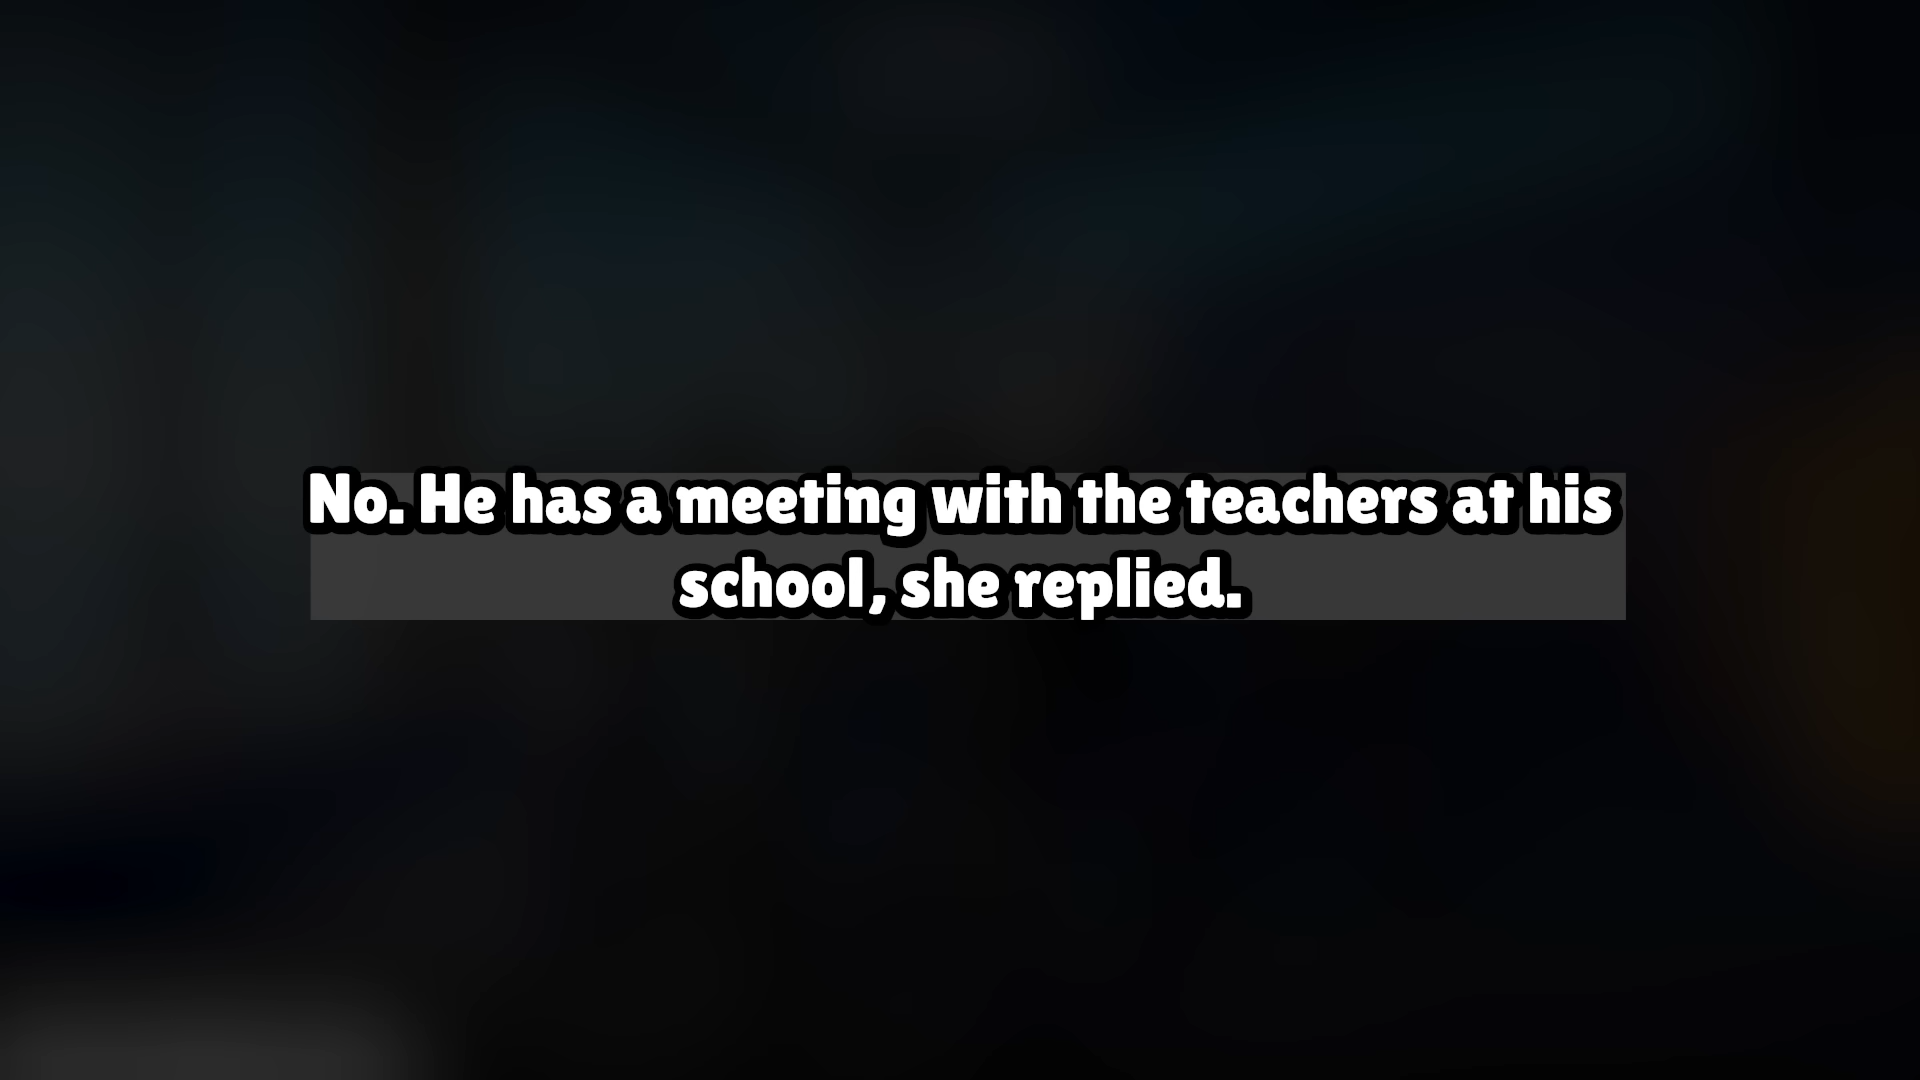 No. He has a meeting with the teachers at his
school, she replied.